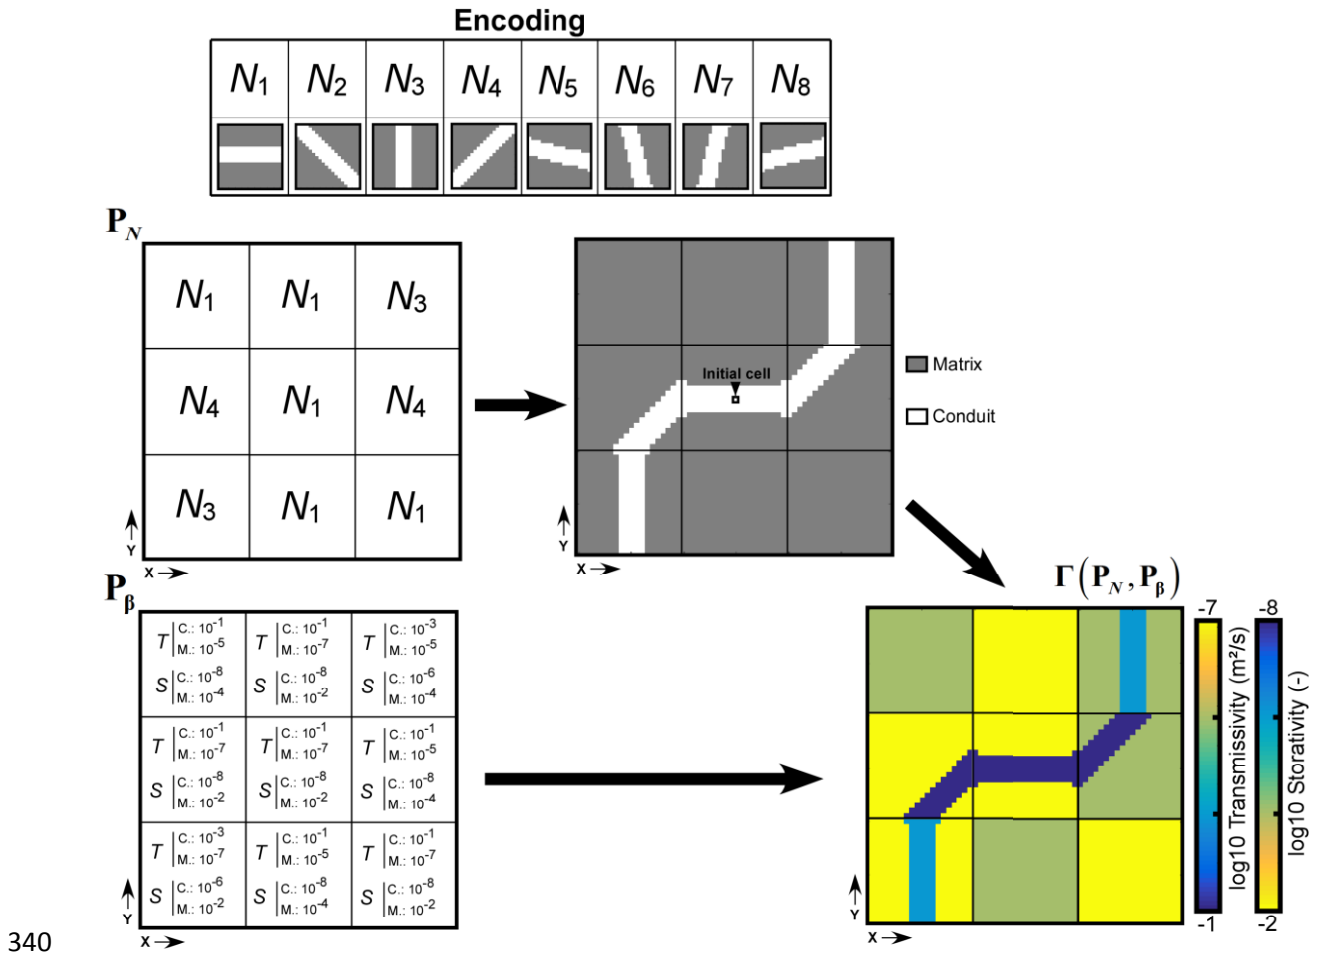 Encoding
N1 N2 N3 N4 N5 N6 N7 N8
P_N
N1 N1 N3
N4 N1 N4
N3 N1 N1
Y
X
Initial cell
Matrix
Conduit
Y
X
P_β
T C.: 10^-1 T C.: 10^-1 T C.: 10^-3
M.: 10^-5 M.: 10^-7 M.: 10^-5
S C.: 10^-8 S C.: 10^-8 S C.: 10^-6
M.: 10^-4 M.: 10^-2 M.: 10^-4
T C.: 10^-1 T C.: 10^-1 T C.: 10^-1
M.: 10^-7 M.: 10^-7 M.: 10^-5
S C.: 10^-8 S C.: 10^-8 S C.: 10^-8
M.: 10^-2 M.: 10^-2 M.: 10^-4
T C.: 10^-3 T C.: 10^-1 T C.: 10^-1
M.: 10^-7 M.: 10^-5 M.: 10^-7
S C.: 10^-6 S C.: 10^-8 S C.: 10^-8
M.: 10^-2 M.: 10^-4 M.: 10^-2
Y
X
Γ(P_N, P_β)
-7 -8
log10 Transmissivity (m²/s)
log10 Storativity (-)
-1 -2
Y
X
340